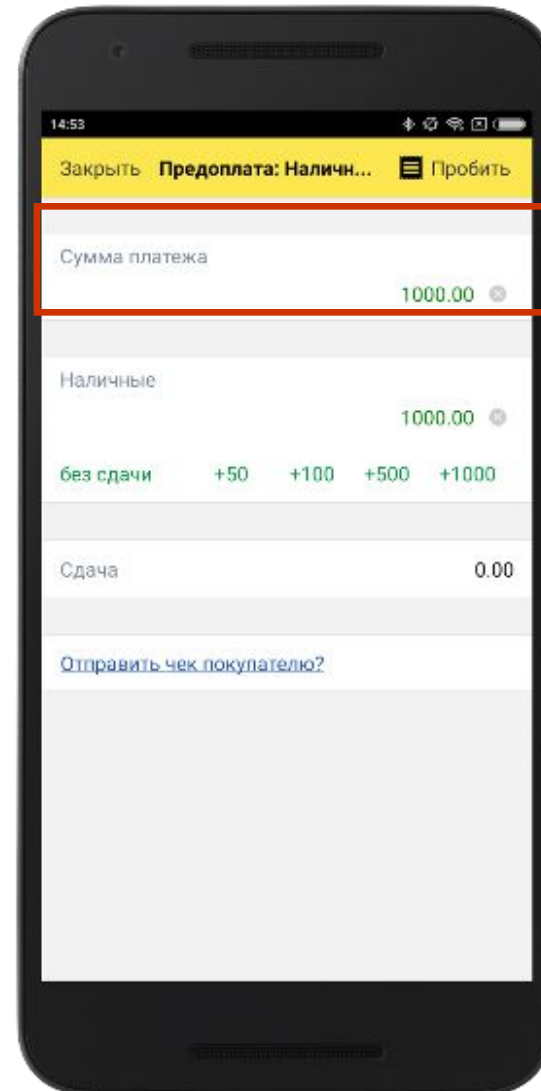 14:53
Закрыть Предоплата: Наличн... Пробить
Сумма платежа
1000.00
Наличные
1000.00
без сдачи +50 +100 +500 +1000
Сдача 0.00
Отправить чек покупателю?